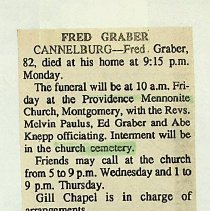 FRED GRABER
CANNELBURG—Fred Graber,
82, died at his home at 9:15 p.m.
Monday.
The funeral will be at 10 a.m. Fri-
day at the Providence Mennonite
Church, Montgomery, with the Revs.
Melvin Paulus, Ed Graber and Abe
Knepp officiating. Interment will be
in the church cemetery.
Friends may call at the church
from 5 to 9 p.m. Wednesday and 1 to
9 p.m. Thursday.
Gill Chapel is in charge of
arrangements.